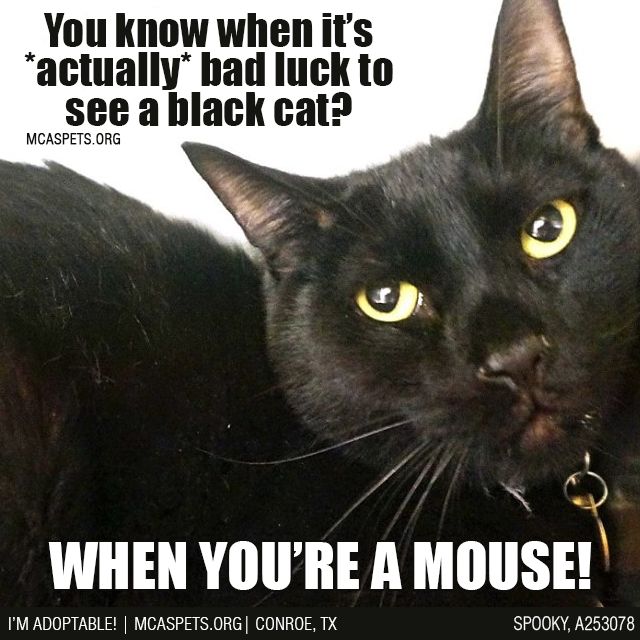 You know when it's
*actually* bad luck to
see a black cat?
MCASPETS.ORG
WHEN YOU'RE A MOUSE!
I'M ADOPTABLE! | MCASPETS.ORG | CONROE, TX SPOOKY, A253078